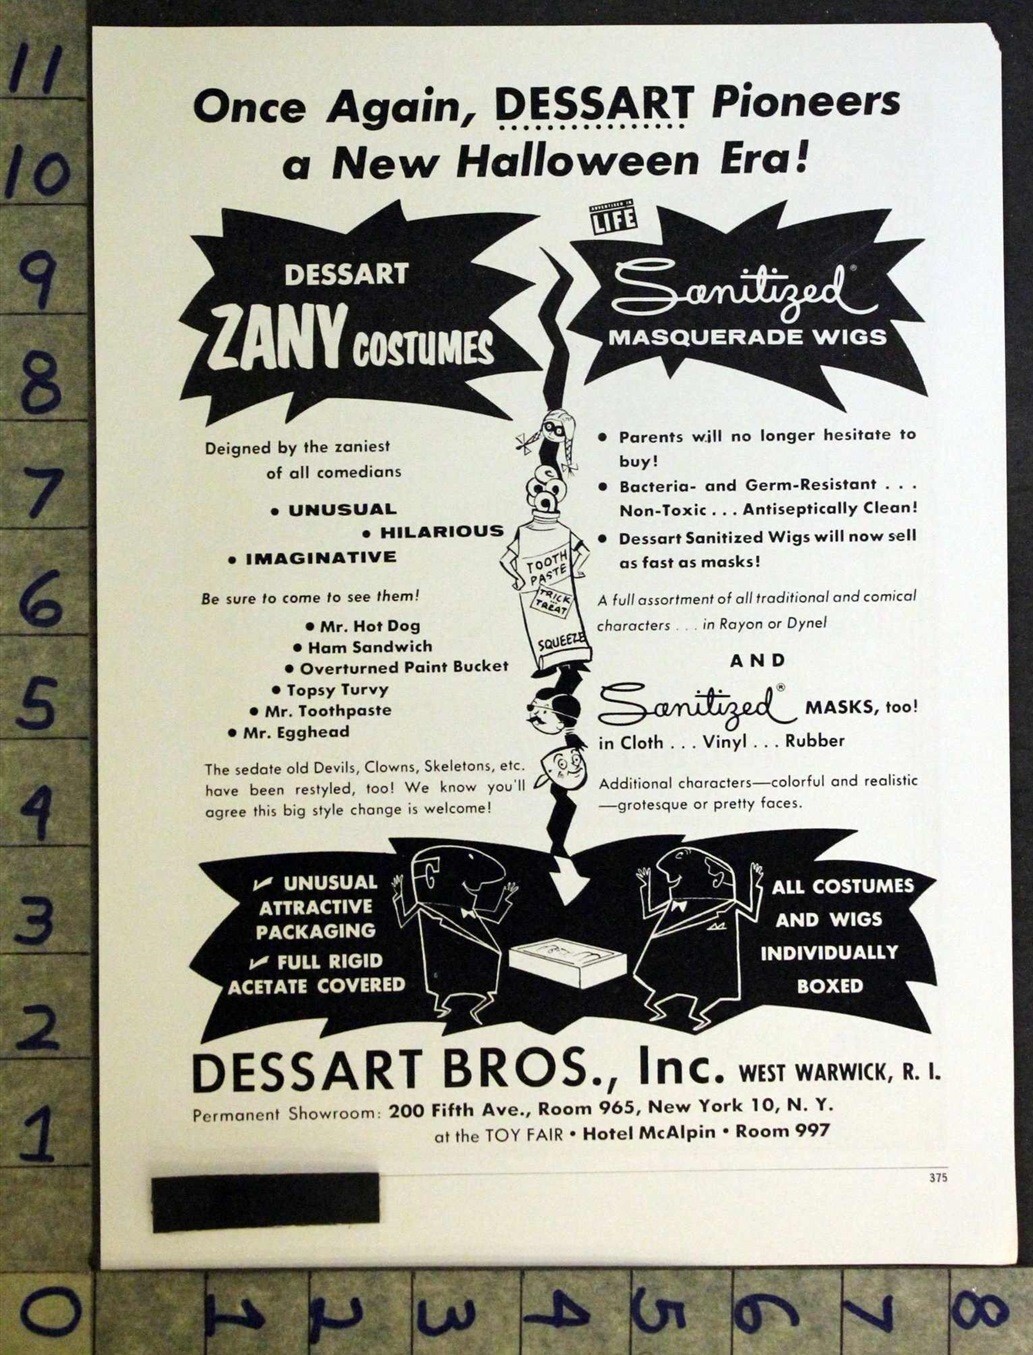 Once Again, DESSART Pioneers
a New Halloween Era!
DESSART
ZANY COSTUMES
ADVERTISED IN
LIFE
Sanitized®
MASQUERADE WIGS
Deigned by the zaniest
of all comedians
• UNUSUAL
• HILARIOUS
• IMAGINATIVE
Be sure to come to see them!
• Mr. Hot Dog
• Ham Sandwich
• Overturned Paint Bucket
• Topsy Turvy
• Mr. Toothpaste
• Mr. Egghead
The sedate old Devils, Clowns, Skeletons, etc.
have been restyled, too! We know you'll
agree this big style change is welcome!
TOOTH
PASTE
TRICK
OR
TREAT
SQUEEZE
• Parents will no longer hesitate to
buy!
• Bacteria- and Germ-Resistant . . .
Non-Toxic . . . Antiseptically Clean!
• Dessart Sanitized Wigs will now sell
as fast as masks!
A full assortment of all traditional and comical
characters . . . in Rayon or Dynel
AND
Sanitized® MASKS, too!
in Cloth . . . Vinyl . . . Rubber
Additional characters—colorful and realistic
—grotesque or pretty faces.
✓ UNUSUAL
ATTRACTIVE
PACKAGING
✓ FULL RIGID
ACETATE COVERED
ALL COSTUMES
AND WIGS
INDIVIDUALLY
BOXED
DESSART BROS., Inc. WEST WARWICK, R. I.
Permanent Showroom: 200 Fifth Ave., Room 965, New York 10, N. Y.
at the TOY FAIR • Hotel McAlpin • Room 997
375
11
10
9
8
7
6
5
4
3
2
1
0
1
2
3
4
5
6
7
8